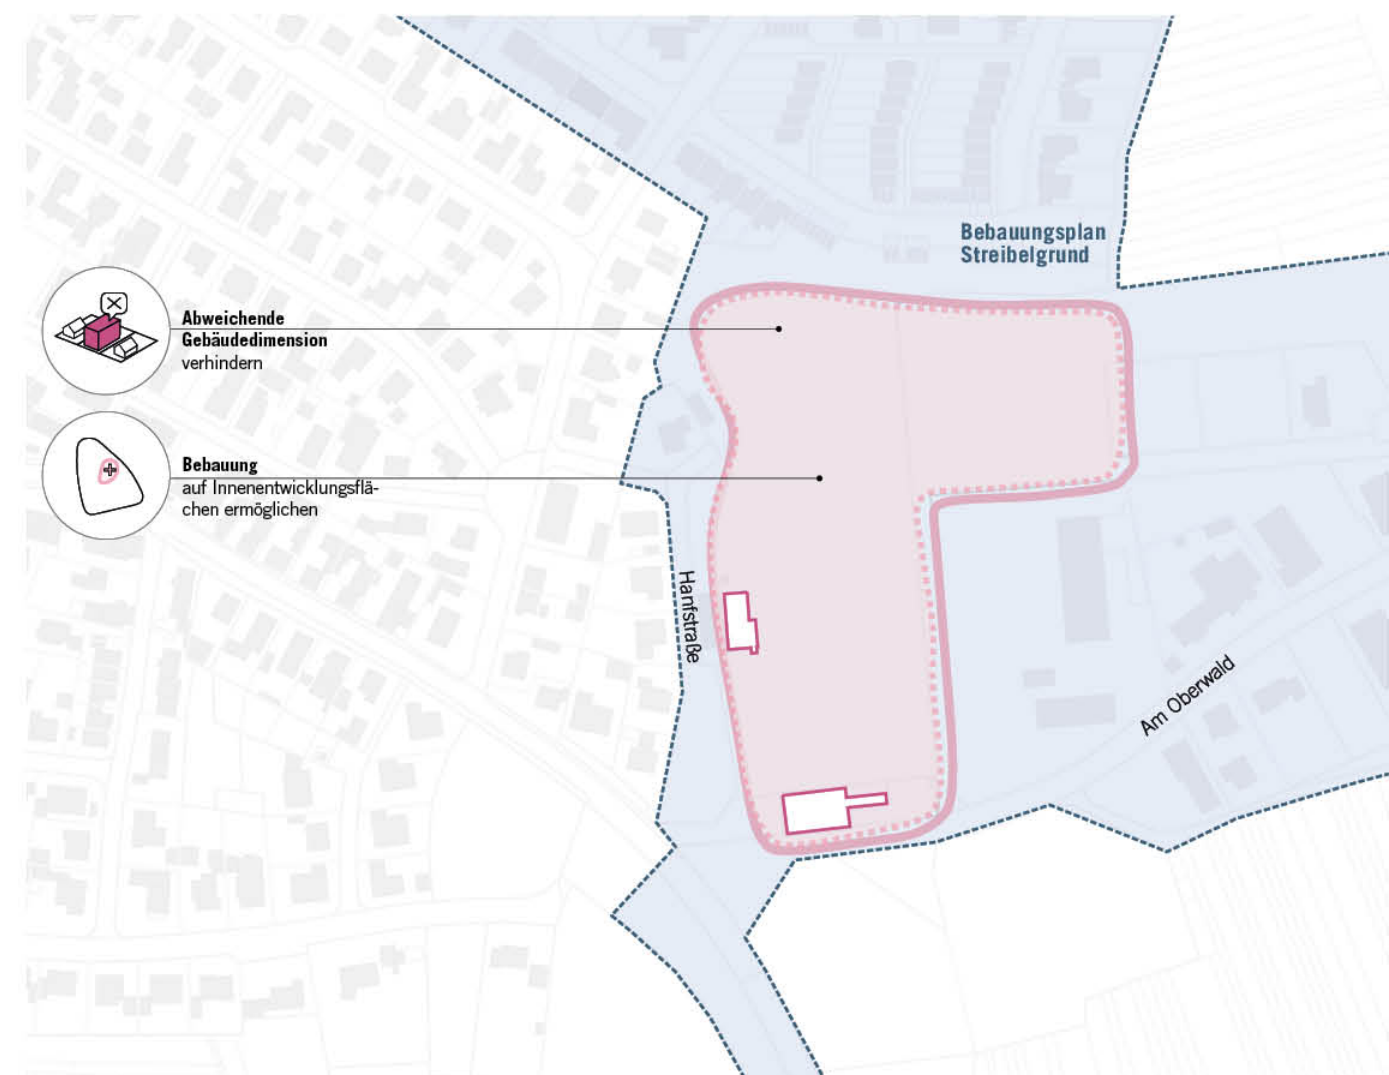 Bebauungsplan
Streibelgrund
Abweichende
Gebäudedimension
verhindern
Bebauung
auf Innenentwicklungsflä-
chen ermöglichen
Hanfstraße
Am Oberwald